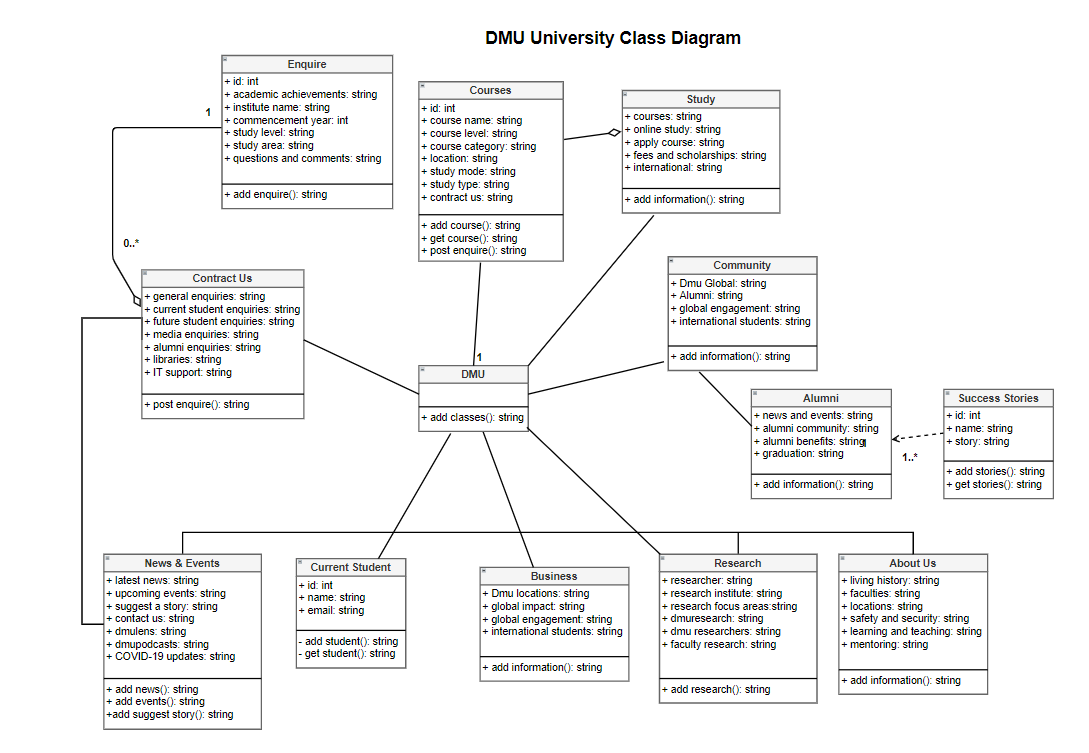 DMU University Class Diagram
Enquire
+ id: int
+ academic achievements: string
+ institute name: string
+ commencement year: int
+ study level: string
+ study area: string
+ questions and comments: string
+ add enquire(): string
1
0..*
Courses
+ id: int
+ course name: string
+ course level: string
+ course category: string
+ location: string
+ study mode: string
+ study type: string
+ contract us: string
+ add course(): string
+ get course(): string
+ post enquire(): string
Study
+ courses: string
+ online study: string
+ apply course: string
+ fees and scholarships: string
+ international: string
+ add information(): string
Contract Us
+ general enquiries: string
+ current student enquiries: string
+ future student enquiries: string
+ media enquiries: string
+ alumni enquiries: string
+ libraries: string
+ IT support: string
+ post enquire(): string
Community
+ Dmu Global: string
+ Alumni: string
+ global engagement: string
+ international students: string
+ add information(): string
1
DMU
+ add classes(): string
Alumni
+ news and events: string
+ alumni community: string
+ alumni benefits: string
+ graduation: string
+ add information(): string
1..*
Success Stories
+ id: int
+ name: string
+ story: string
+ add stories(): string
+ get stories(): string
News & Events
+ latest news: string
+ upcoming events: string
+ suggest a story: string
+ contact us: string
+ dmulens: string
+ dmupodcasts: string
+ COVID-19 updates: string
+ add news(): string
+ add events(): string
+add suggest story(): string
Current Student
+ id: int
+ name: string
+ email: string
- add student(): string
- get student(): string
Business
+ Dmu locations: string
+ global impact: string
+ global engagement: string
+ international students: string
+ add information(): string
Research
+ researcher: string
+ research institute: string
+ research focus areas:string
+ dmuresearch: string
+ dmu researchers: string
+ faculty research: string
+ add research(): string
About Us
+ living history: string
+ faculties: string
+ locations: string
+ safety and security: string
+ learning and teaching: string
+ mentoring: string
+ add information(): string